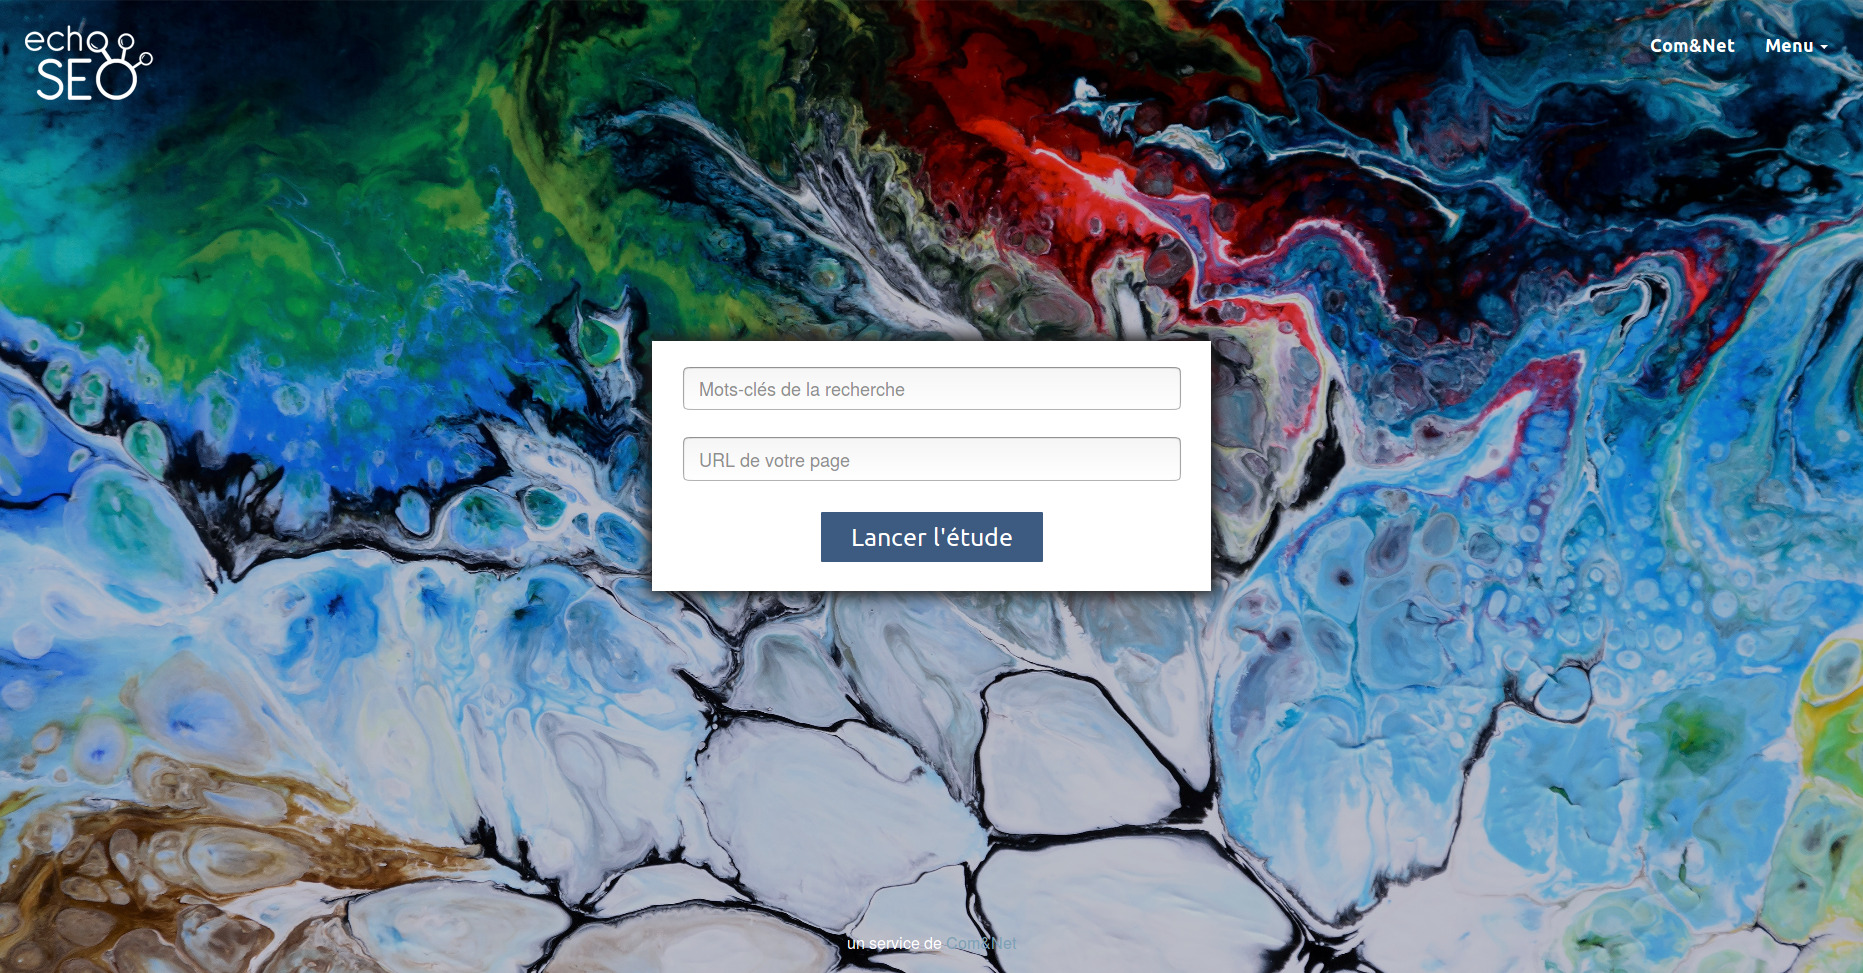 echo
SEO
Com&Net
Menu
Mots-clés de la recherche
URL de votre page
Lancer l'étude
un service de Com&Net